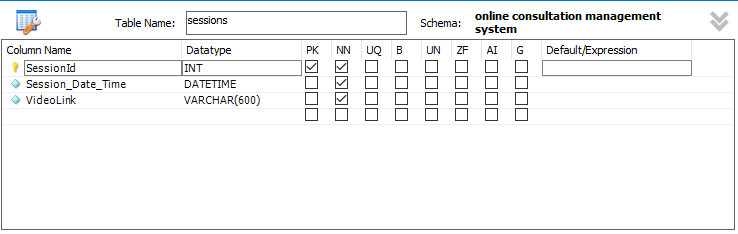 Table Name: sessions Schema: online consultation management
system
Column Name Datatype PK NN UQ B UN ZF AI G Default/Expression
SessionId INT
Session_Date_Time DATETIME
VideoLink VARCHAR(600)